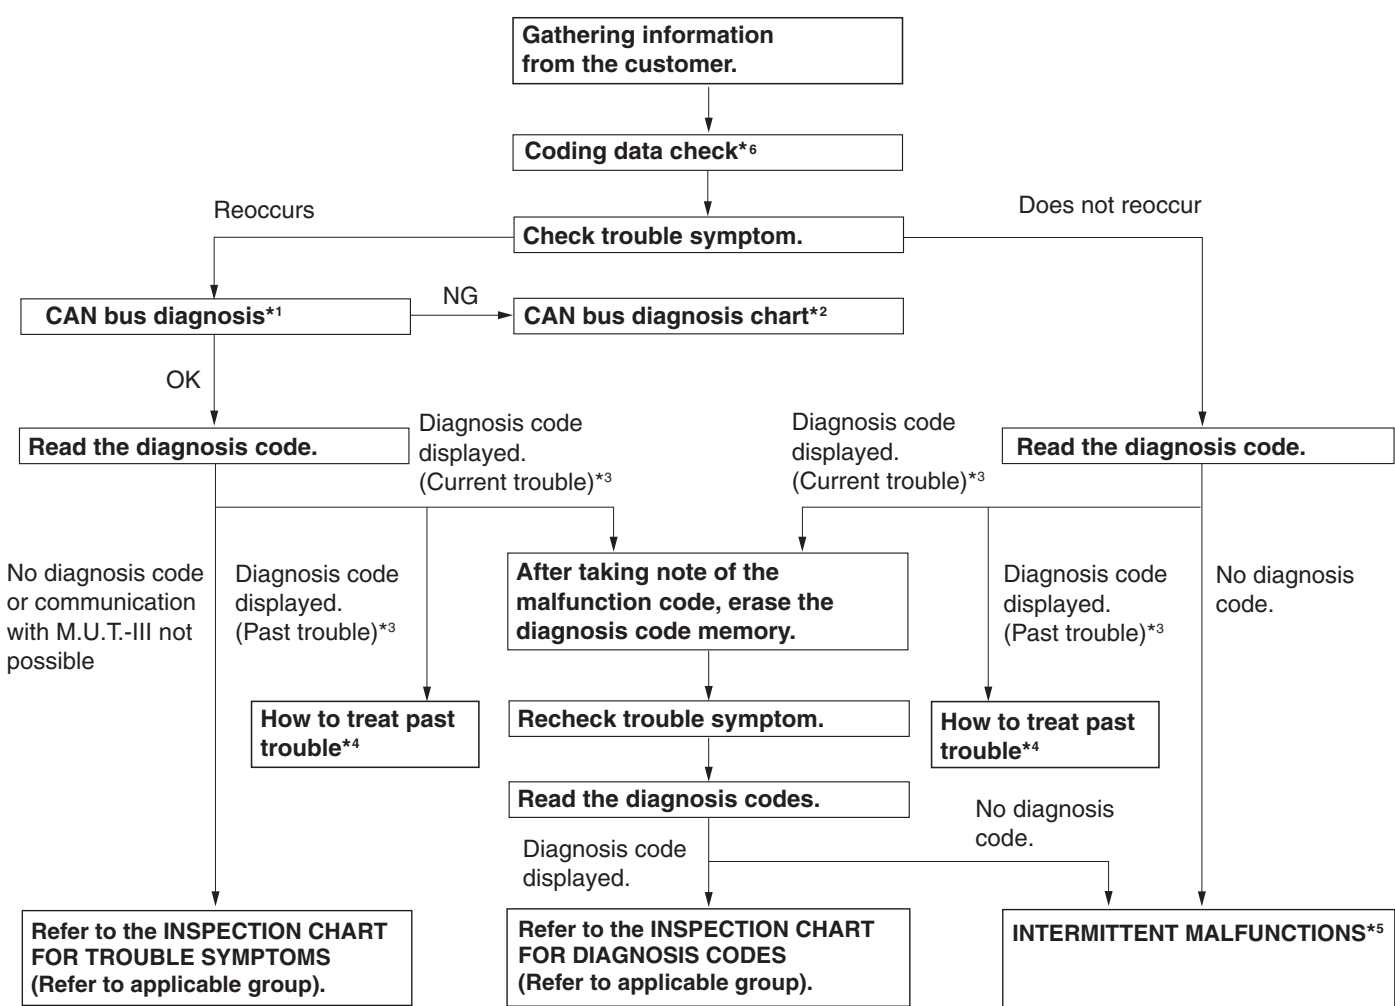 Gathering information
from the customer.
Coding data check*6
Reoccurs
Does not reoccur
Check trouble symptom.
CAN bus diagnosis*1
NG
CAN bus diagnosis chart*2
OK
Read the diagnosis code.
Diagnosis code
displayed.
(Current trouble)*3
Diagnosis code
displayed.
(Current trouble)*3
Read the diagnosis code.
No diagnosis code
or communication
with M.U.T.-III not
possible
Diagnosis code
displayed.
(Past trouble)*3
After taking note of the
malfunction code, erase the
diagnosis code memory.
Diagnosis code
displayed.
(Past trouble)*3
No diagnosis
code.
How to treat past
trouble*4
Recheck trouble symptom.
How to treat past
trouble*4
Read the diagnosis codes.
No diagnosis
code.
Diagnosis code
displayed.
Refer to the INSPECTION CHART
FOR TROUBLE SYMPTOMS
(Refer to applicable group).
Refer to the INSPECTION CHART
FOR DIAGNOSIS CODES
(Refer to applicable group).
INTERMITTENT MALFUNCTIONS*5